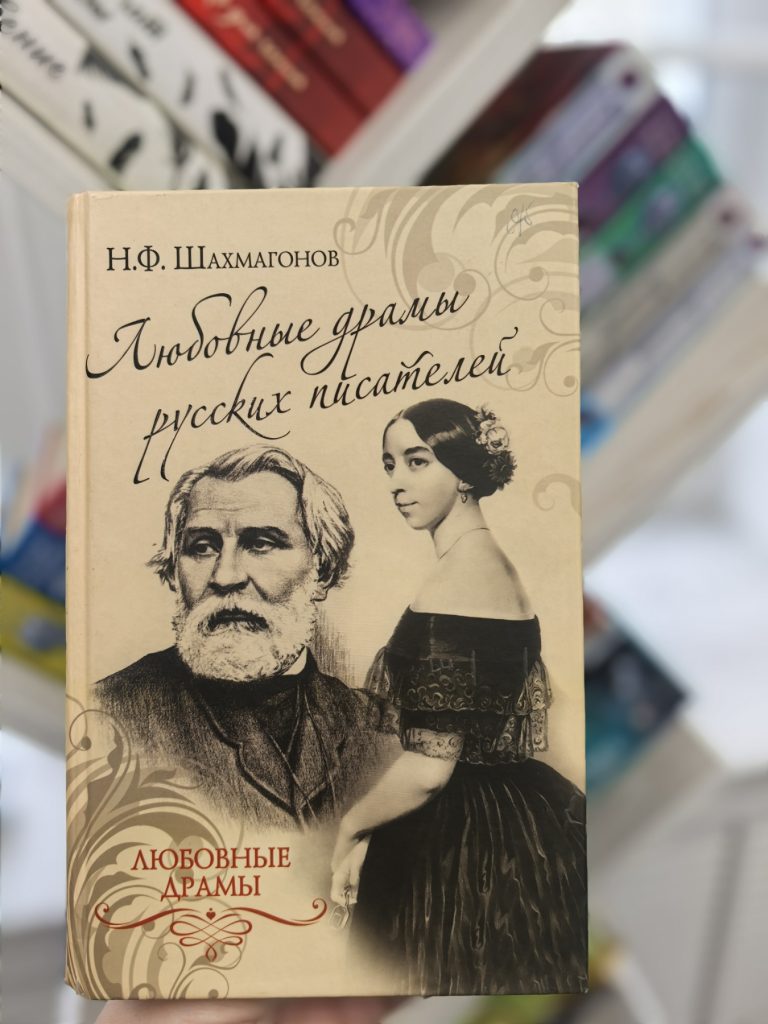 Н.Ф. Шахмагонов
Любовные драмы
русских писателей
ЛЮБОВНЫЕ
ДРАМЫ